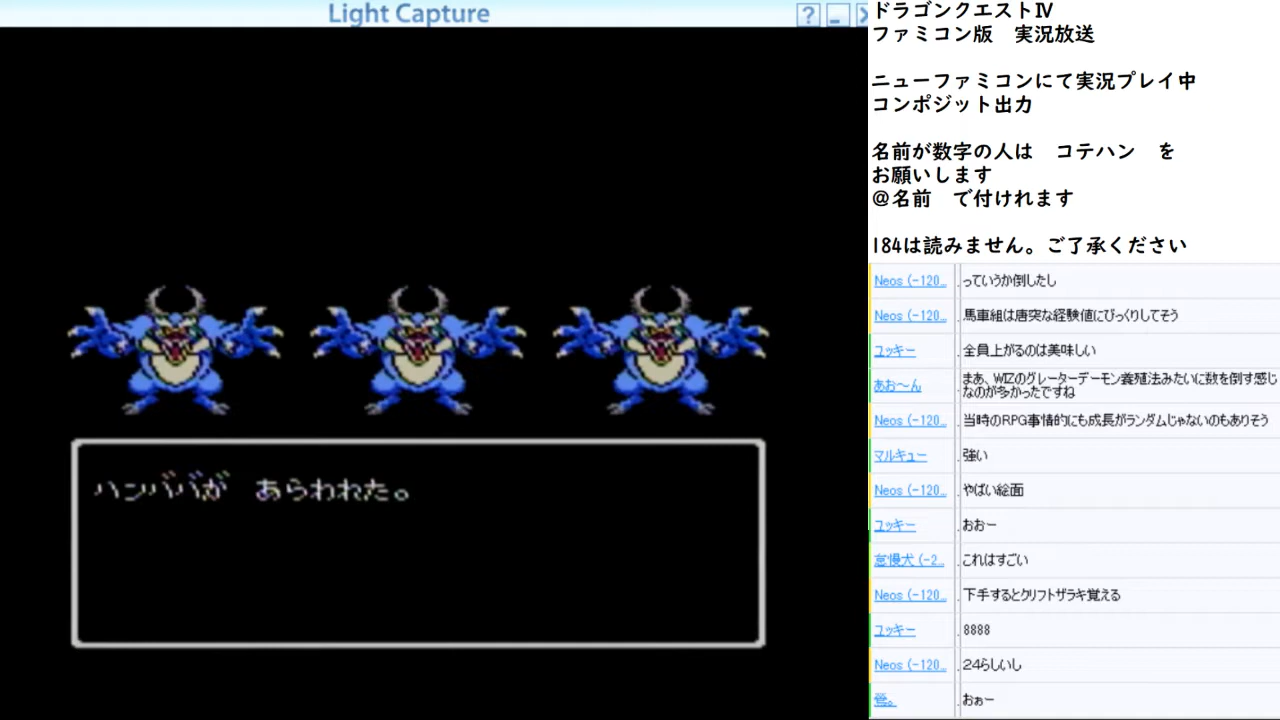 Light Capture
ハンババが　あらわれた。
ドラゴンクエストⅣ
ファミコン版　実況放送
ニューファミコンにて実況プレイ中
コンポジット出力
名前が数字の人は　コテハン　を
お願いします
＠名前　で付けれます
184は読みません。ご了承ください
Neos (-120... っていうか倒したし
Neos (-120... 馬車組は唐突な経験値にびっくりしてそう
ユッキー 全員上がるのは美味しい
あお～ん まあ、WIZのグレーターデーモン養殖法みたいに数を倒す感じ
なのが多かったですね
Neos (-120... 当時のRPG事情的にも成長がランダムじゃないのもありそう
マルキュー 強い
Neos (-120... やばい絵面
ユッキー おおー
怠慢犬 (-2... これはすごい
Neos (-120... 下手するとクリフトザラキ覚える
ユッキー 8888
Neos (-120... 24らしいし
おぉー